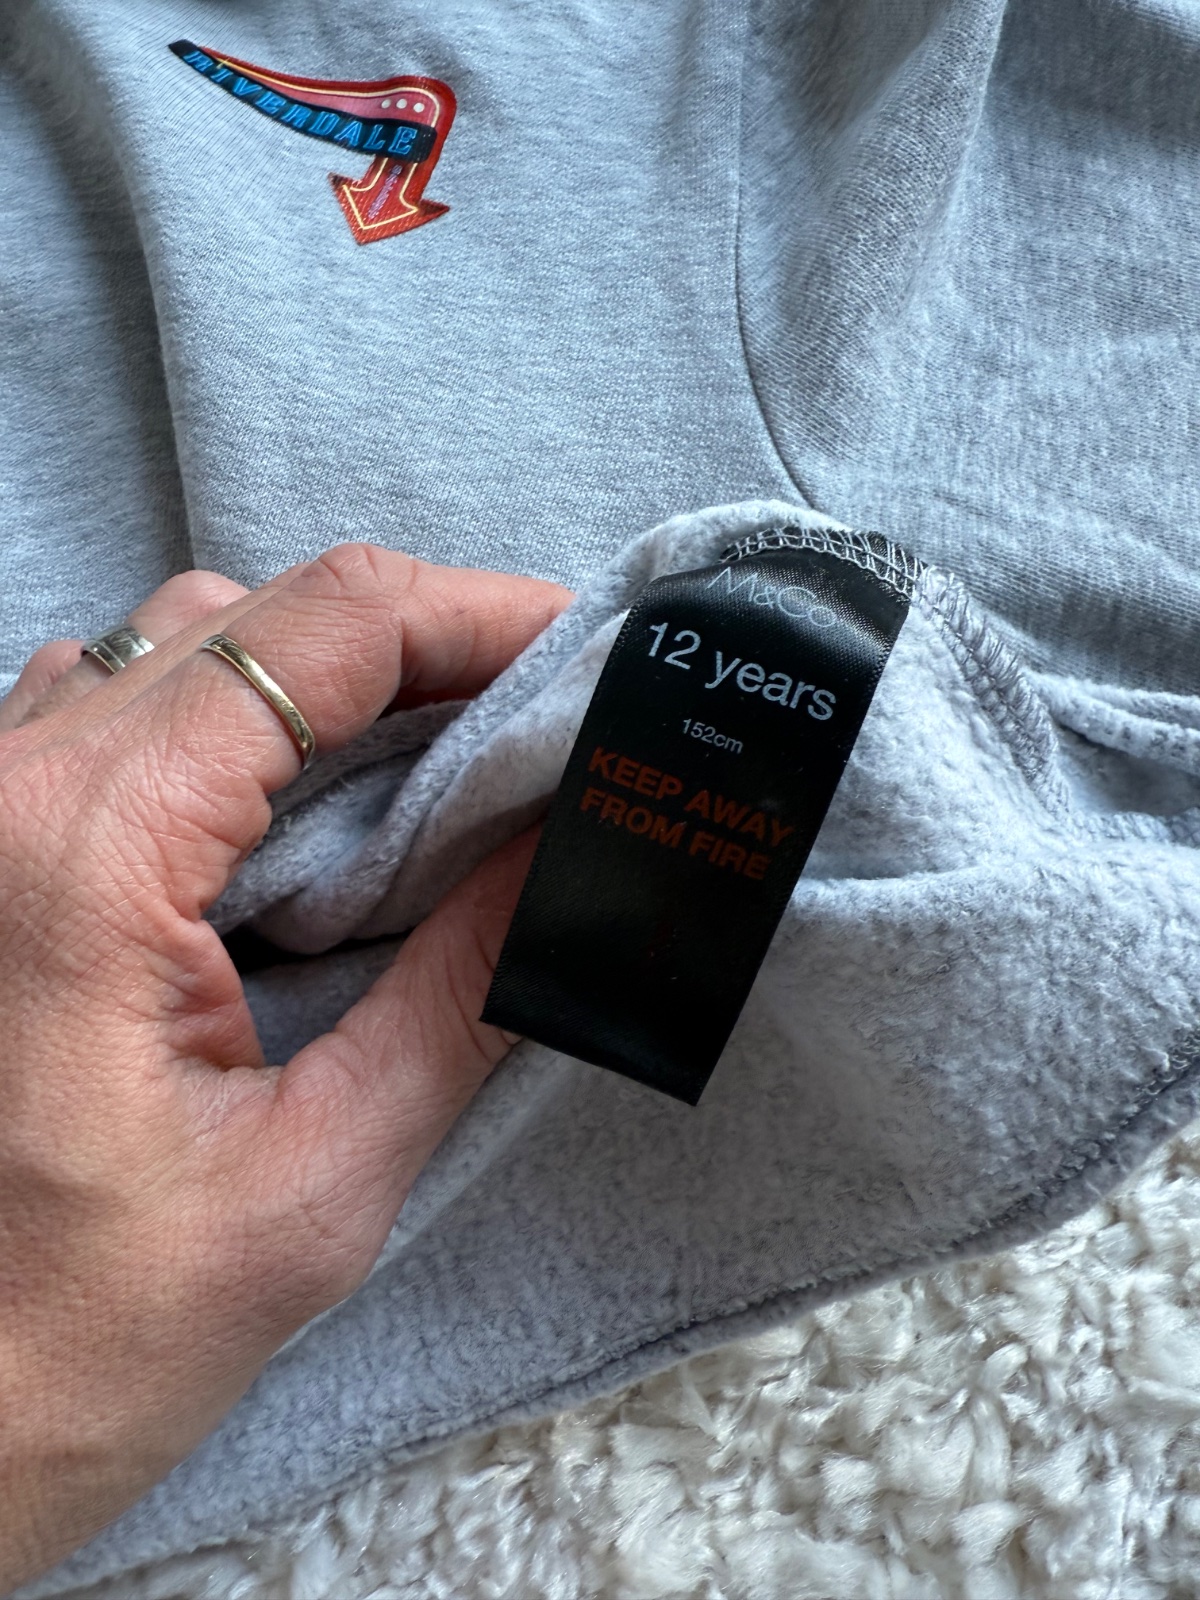 RIVERDALE
M&Co
12 years
152cm
KEEP AWAY
FROM FIRE